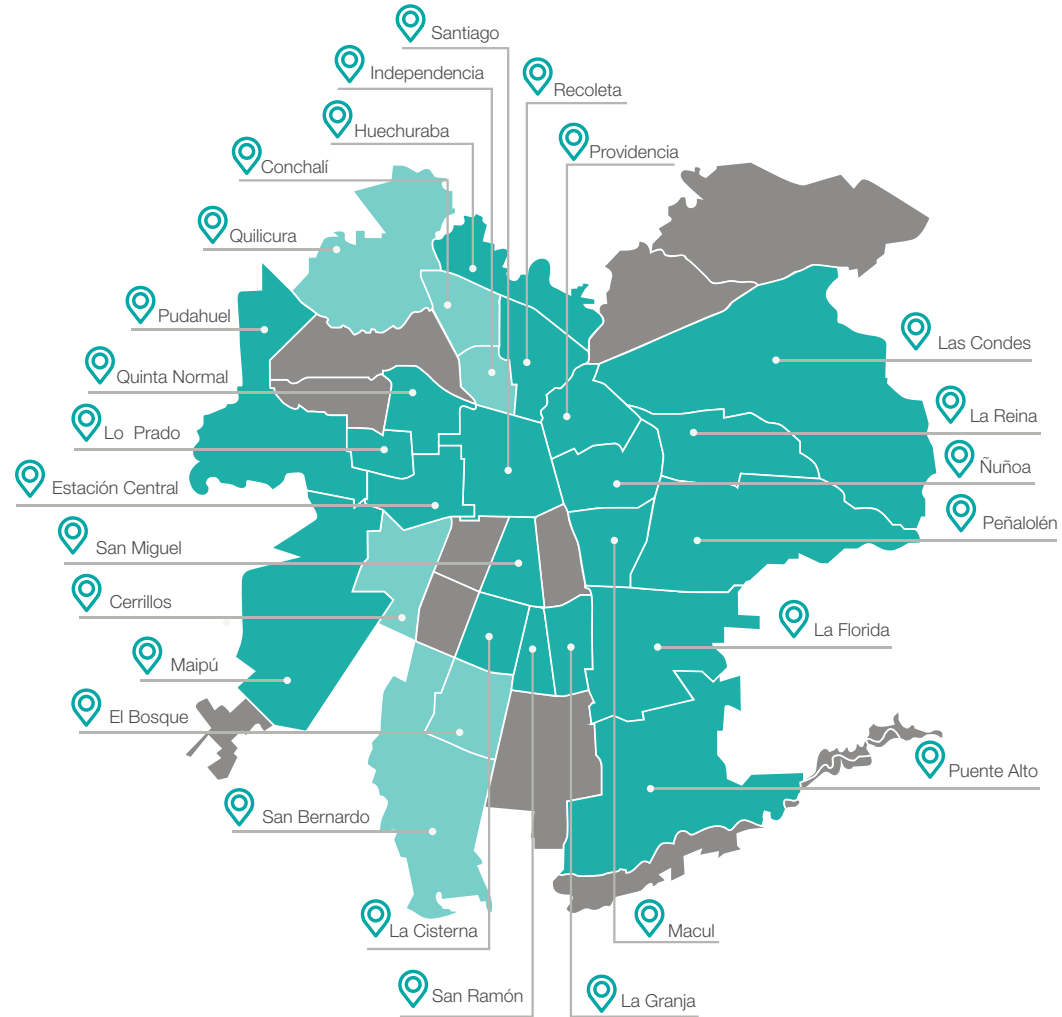 Santiago
Independencia
Recoleta
Huechuraba
Providencia
Conchalí
Quilicura
Pudahuel
Las Condes
Quinta Normal
La Reina
Lo Prado
Ñuñoa
Estación Central
Peñalolén
San Miguel
Cerrillos
La Florida
Maipú
El Bosque
Puente Alto
San Bernardo
La Cisterna
Macul
San Ramón
La Granja